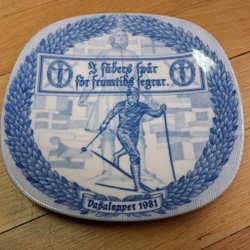 I fäders spår
för framtids segrar.
Vasaloppet 1981